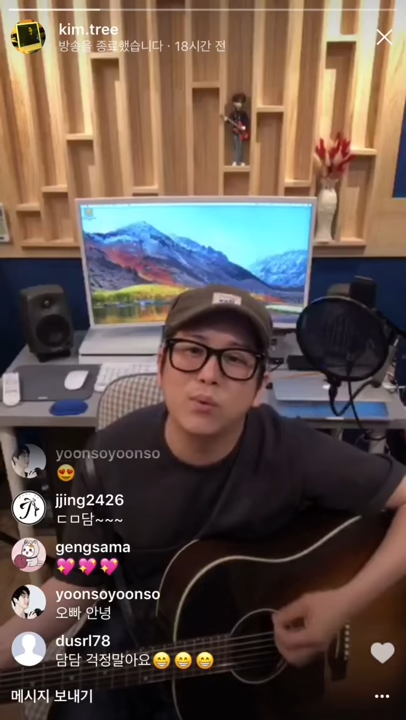 kim.tree
방송을 종료했습니다 · 18시간 전
yoonsoyoonso
😍
jjing2426
ㄷㅁ담~~~
gengsama
💖💖💖
yoonsoyoonso
오빠 안녕
dusrl78
담담 걱정말아요😁😁😁
메시지 보내기